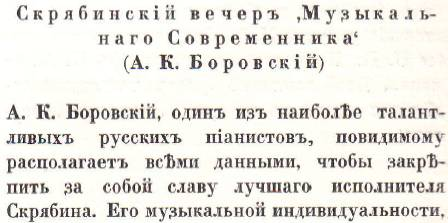 Скрябинскій вечеръ ‚Музыкаль-
наго Современника‘
(А. К. Боровскій)
А. К. Боровскій, одинъ изъ наиболѣе талант-
ливыхъ русскихъ піанистовъ, повидимому
располагаетъ всѣми данными, чтобы закрѣ-
пить за собой славу лучшаго исполнителя
Скрябина. Его музыкальной индивидуальности,